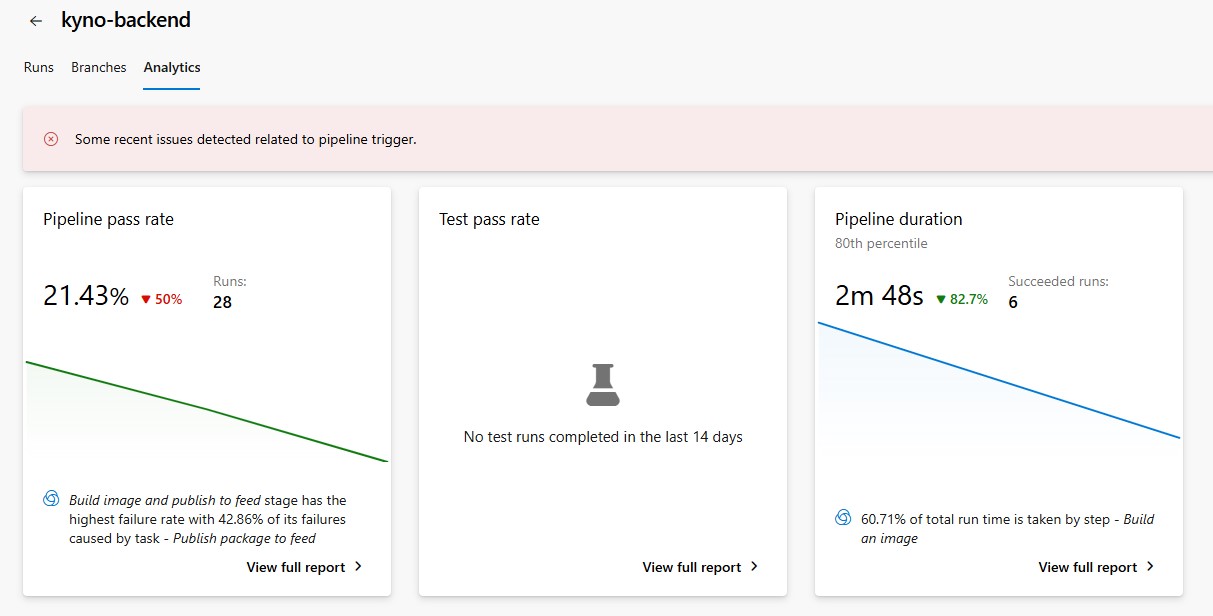 kyno-backend
Runs Branches Analytics
Some recent issues detected related to pipeline trigger.
Pipeline pass rate
21.43% 50%
Runs:
28
Build image and publish to feed stage has the
highest failure rate with 42.86% of its failures
caused by task - Publish package to feed
View full report
Test pass rate
No test runs completed in the last 14 days
View full report
Pipeline duration
80th percentile
2m 48s 82.7%
Succeeded runs:
6
60.71% of total run time is taken by step - Build
an image
View full report